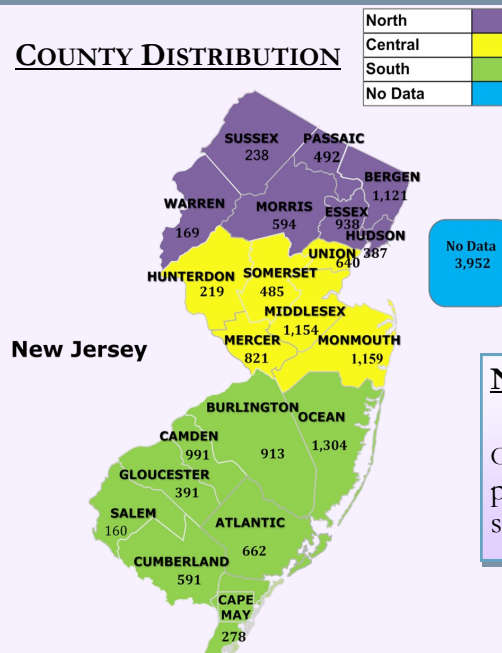 COUNTY DISTRIBUTION
North
Central
South
No Data
SUSSEX
238
PASSAIC
492
BERGEN
1,121
WARREN
169
MORRIS
594
ESSEX
938
HUDSON
387
UNION
640
HUNTERDON
219
SOMERSET
485
MIDDLESEX
1,154
MERCER
821
MONMOUTH
1,159
No Data
3,952
New Jersey
BURLINGTON
913
OCEAN
1,304
CAMDEN
991
GLOUCESTER
391
SALEM
160
ATLANTIC
662
CUMBERLAND
591
CAPE
MAY
278